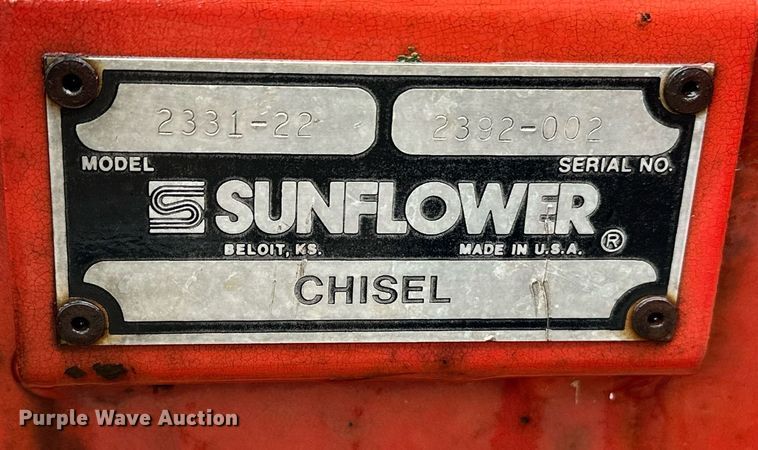 2331-22 2392-002
MODEL SERIAL NO.
SUNFLOWER ®
BELOIT, KS. MADE IN U.S.A.
CHISEL
Purple Wave Auction